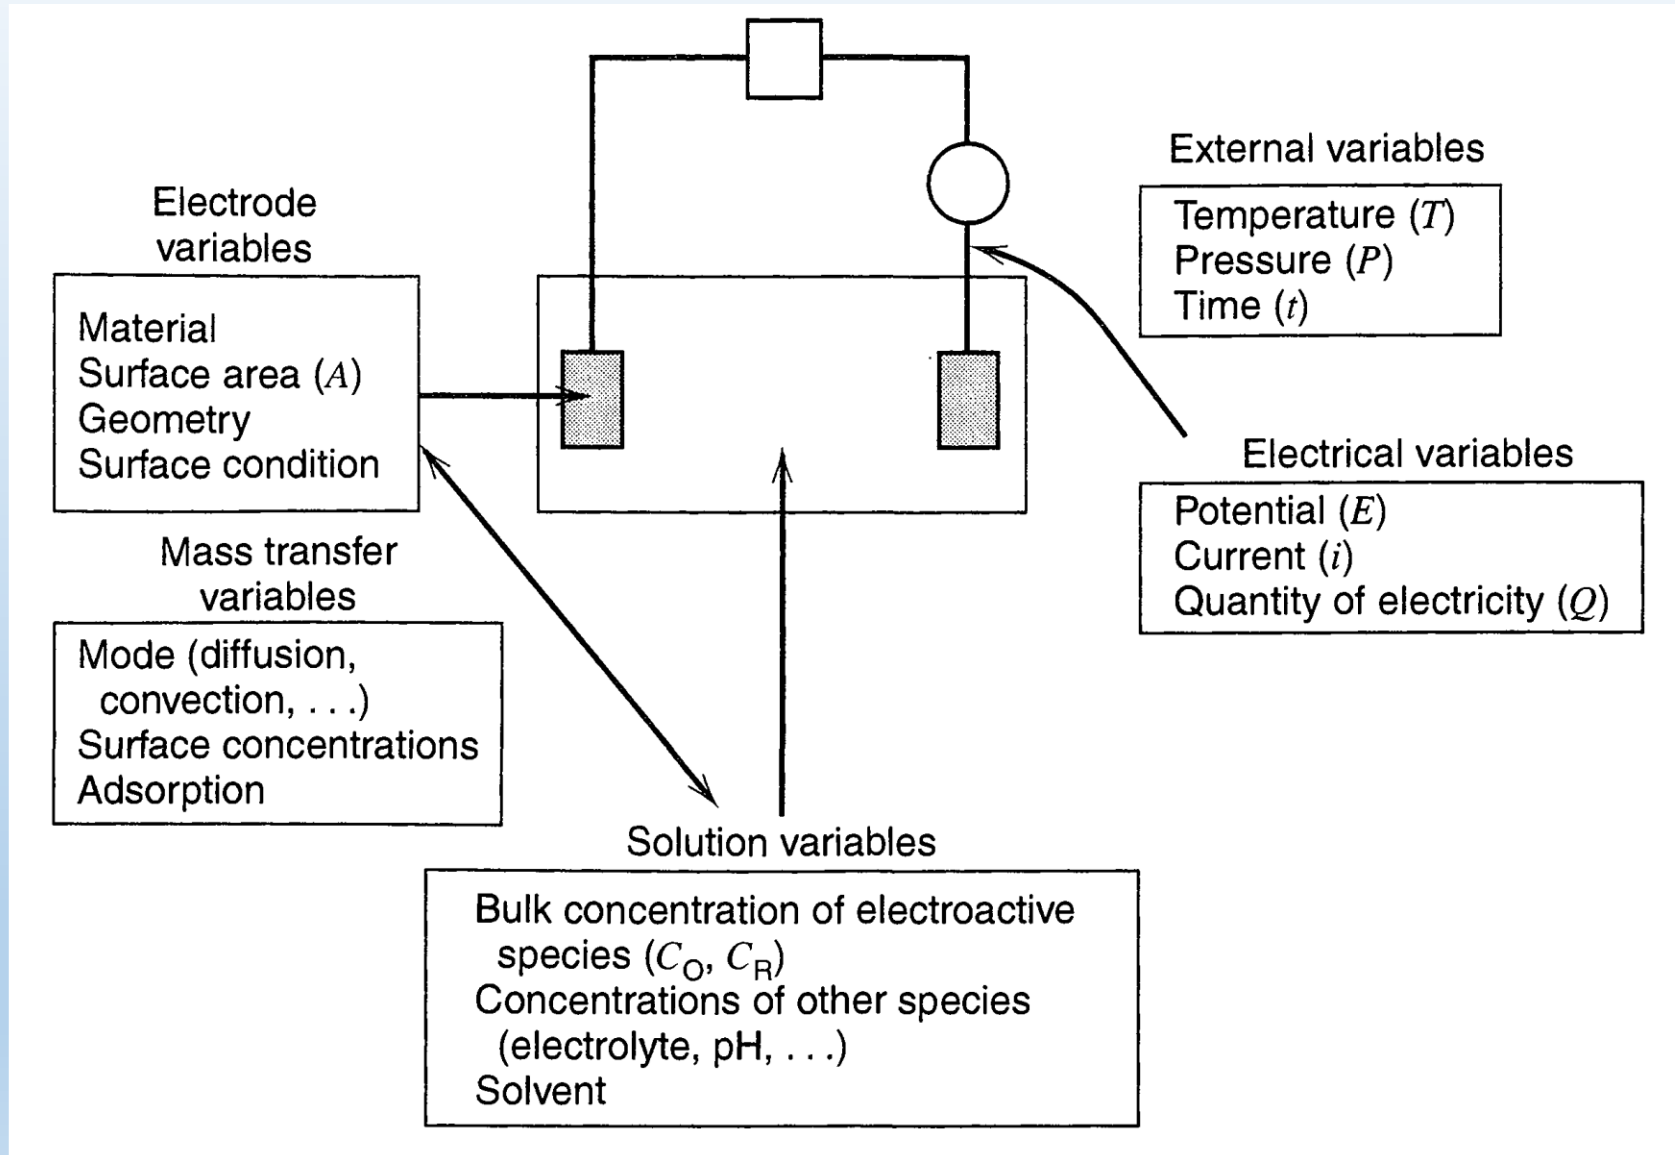 Electrode
variables
Material
Surface area (A)
Geometry
Surface condition
Mass transfer
variables
Mode (diffusion,
convection, . . .)
Surface concentrations
Adsorption
External variables
Temperature (T)
Pressure (P)
Time (t)
Electrical variables
Potential (E)
Current (i)
Quantity of electricity (Q)
Solution variables
Bulk concentration of electroactive
species (C_O, C_R)
Concentrations of other species
(electrolyte, pH, . . .)
Solvent